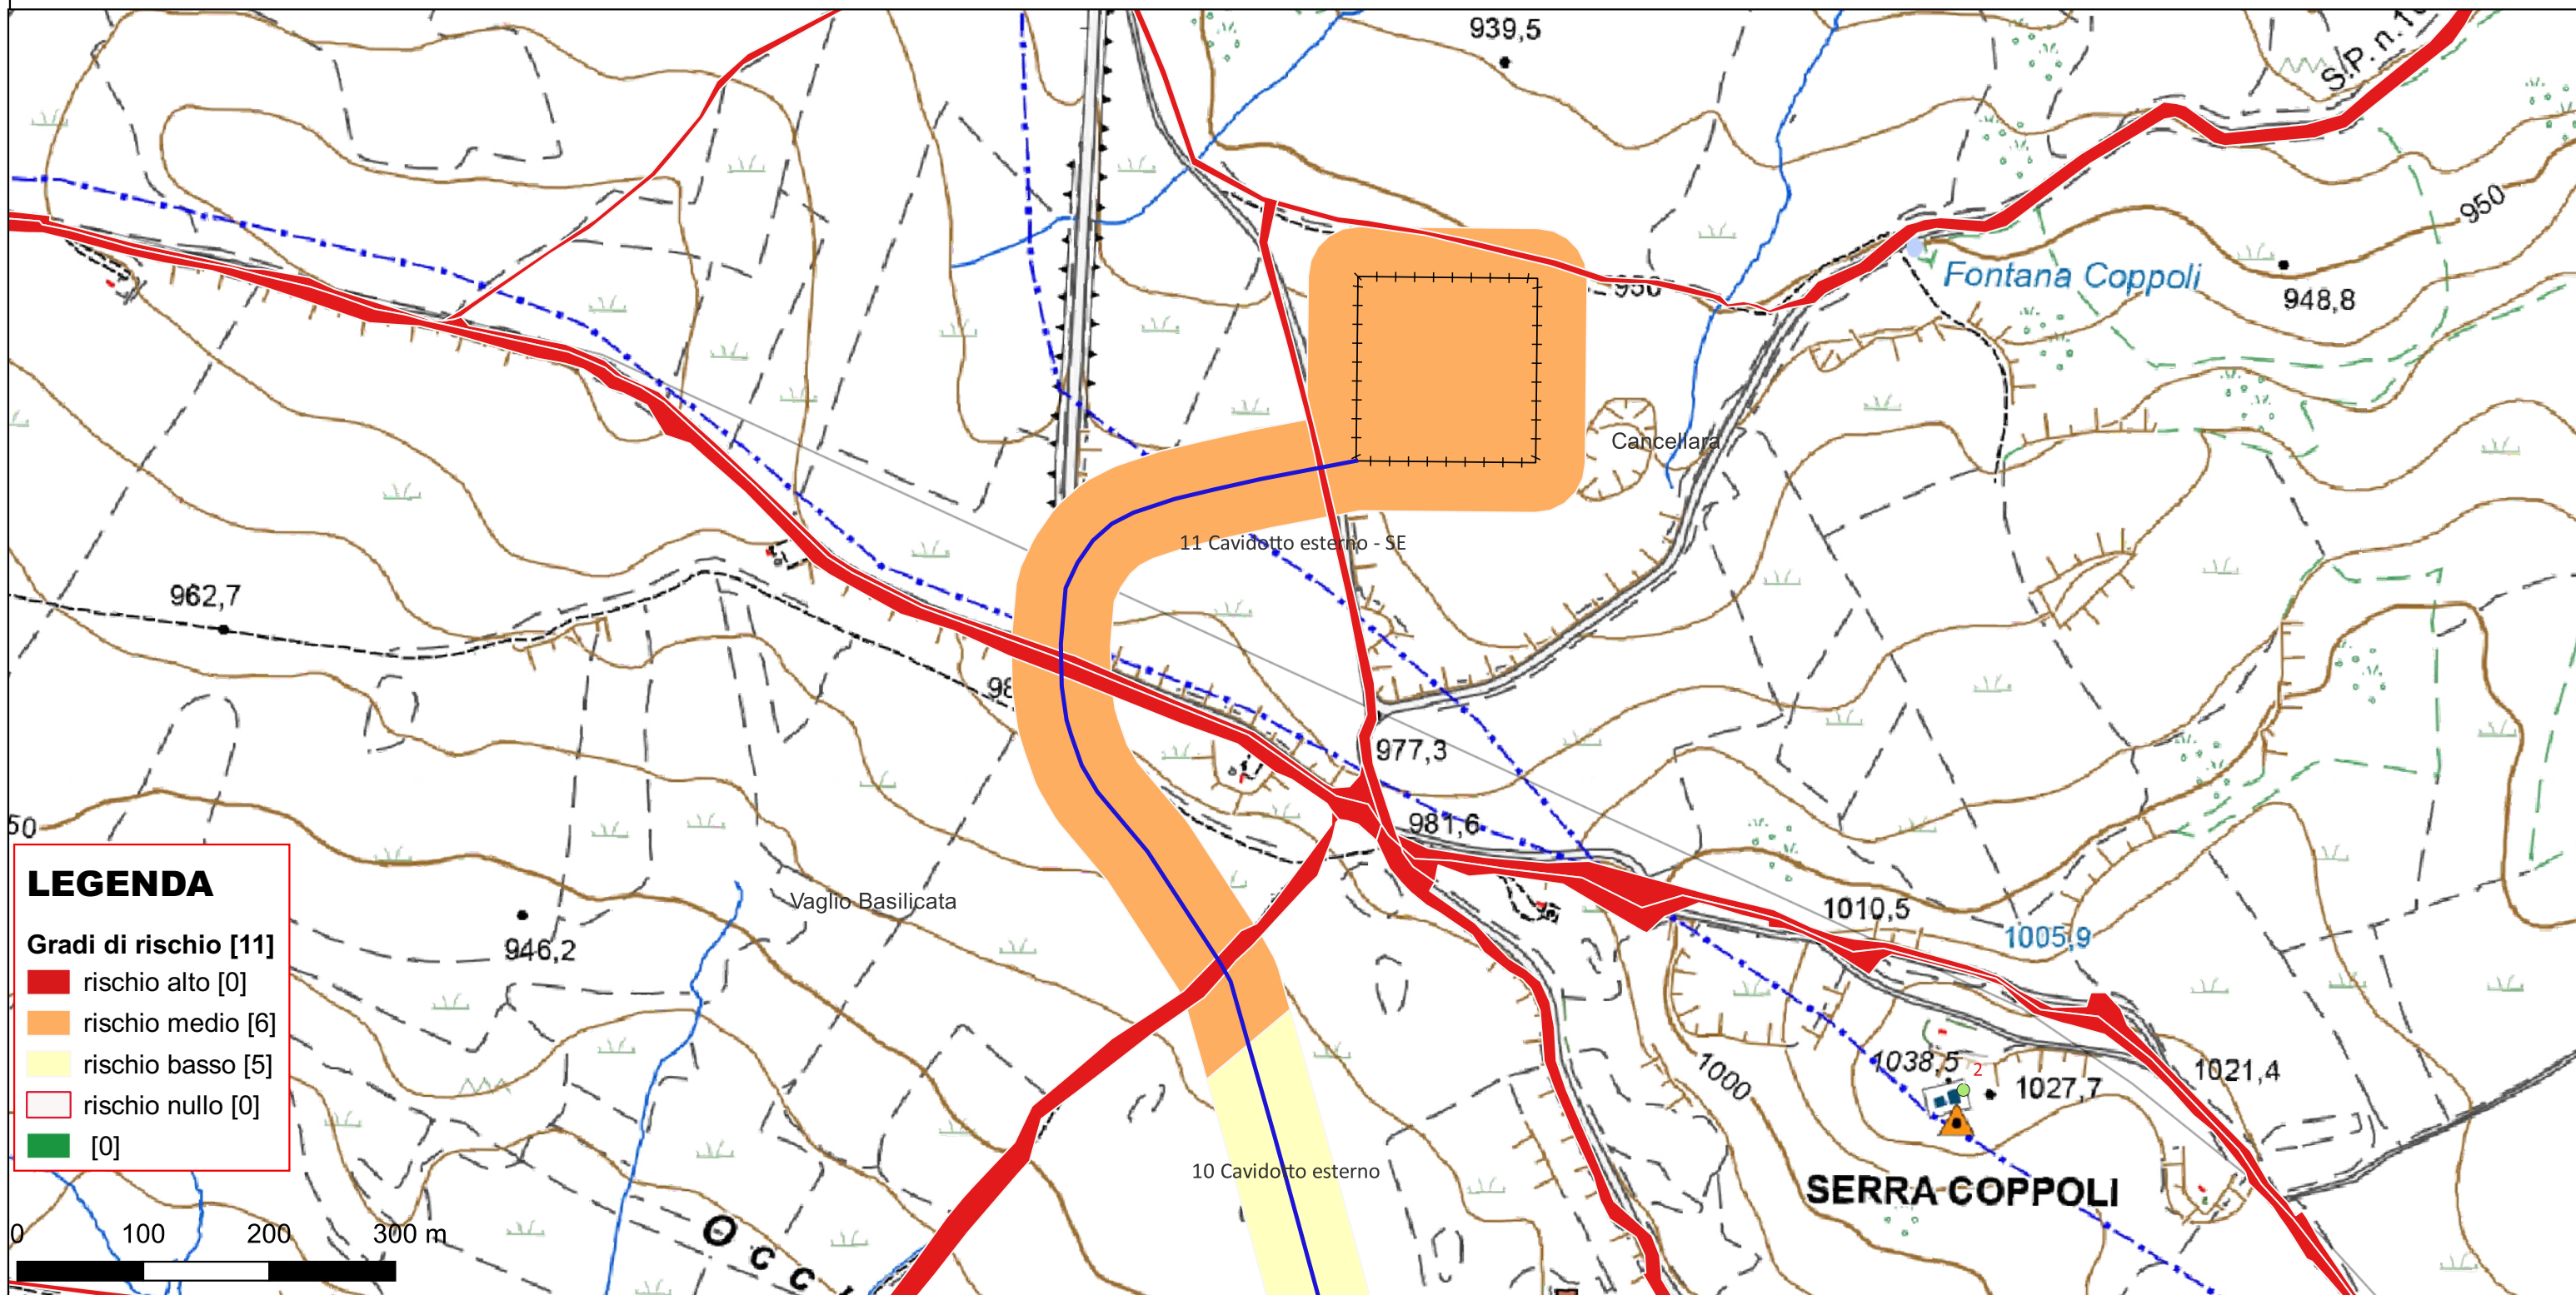 939,5
S.P. n.
950
Fontana Coppoli
948,8
950
Cancellara
11 Cavidotto esterno - SE
962,7
98
977,3
981,6
50
LEGENDA
Gradi di rischio [11]
rischio alto [0]
rischio medio [6]
rischio basso [5]
rischio nullo [0]
[0]
Vaglio Basilicata
946,2
1010,5
1005,9
1000
1038,5
2
1027,7
1021,4
10 Cavidotto esterno
SERRA COPPOLI
0 100 200 300 m
O c c